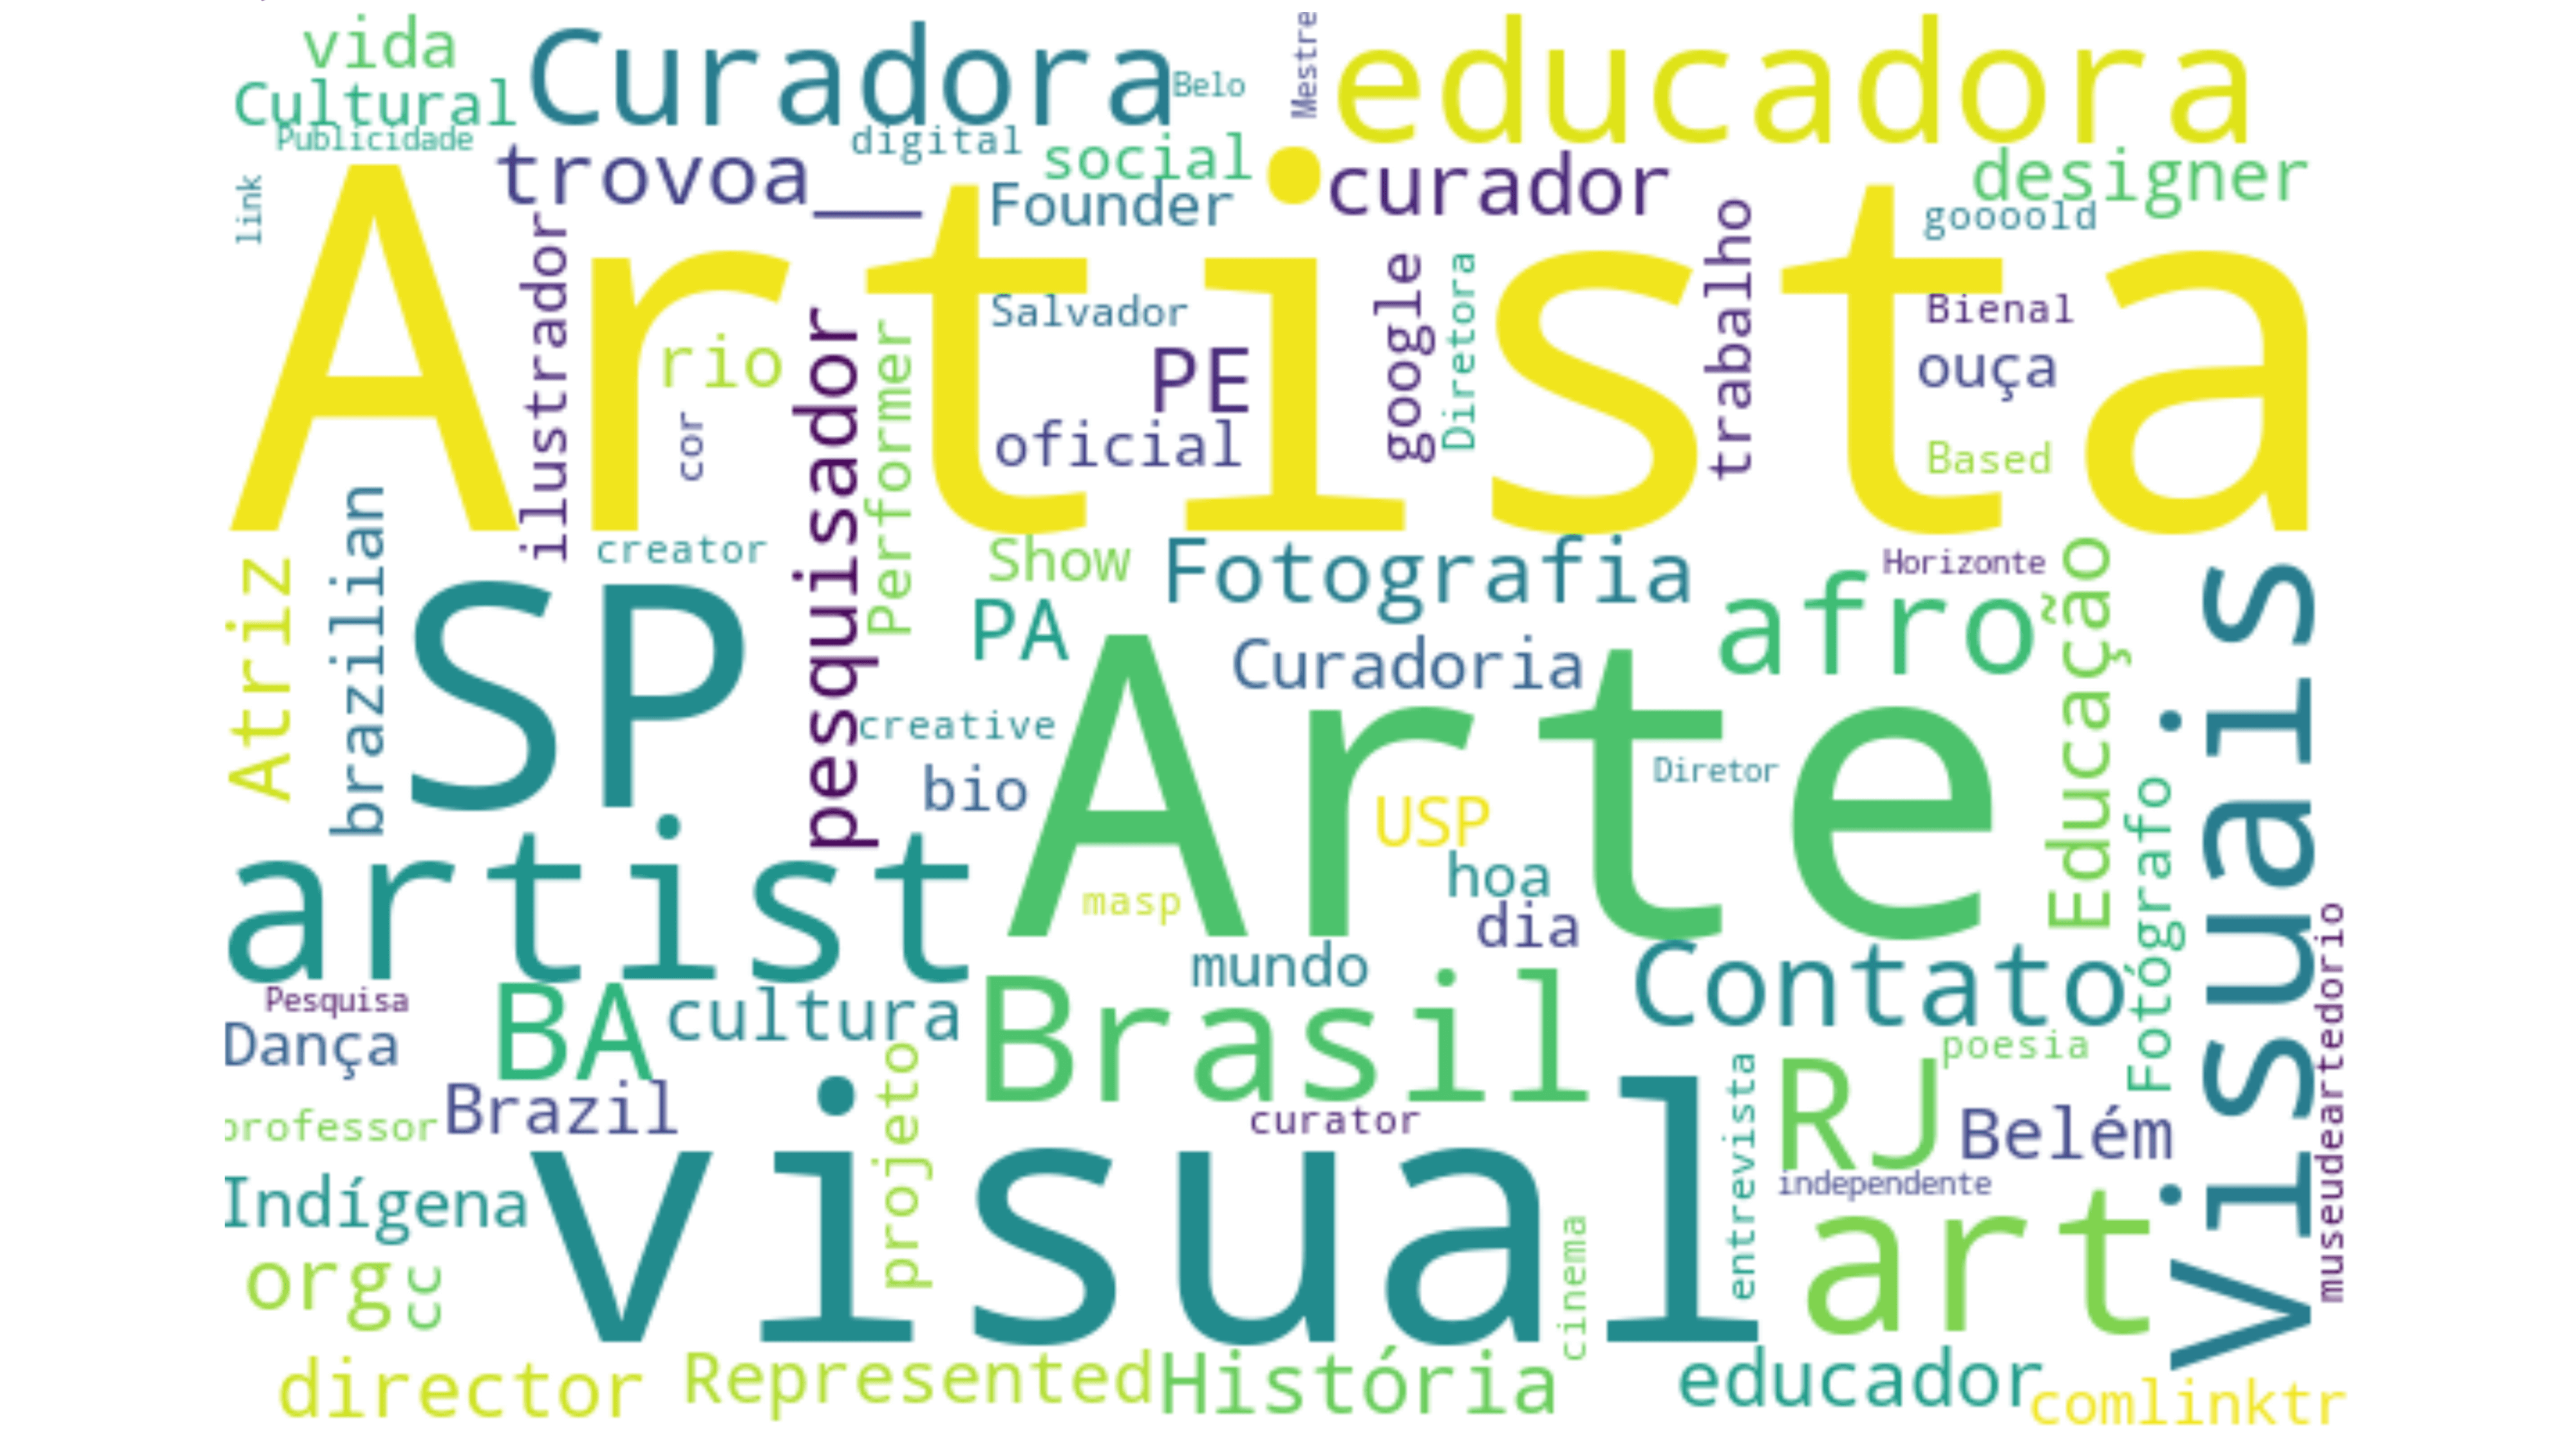 vida
Curadora
Mestre
educadora
Cultural
Belo
Publicidade
digital
social
trovoa__
curador
designer
link
Founder
goooold
Artista
ilustrador
trabalho
google
Diretora
Salvador
Bienal
rio
pesquisador
Performer
PE
ouça
cor
oficial
Based
brazilian
Atriz
creator
Show
Fotografia
Horizonte
Educação
visuais
SP
PA
afro
Curadoria
Arte
creative
Diretor
bio
USP
Fotógrafo
artist
hoa
masp
dia
museudeartedorio
mundo
Contato
Pesquisa
BA
cultura
Brasil
Dança
poesia
projeto
entrevista
RJ
Brazil
curator
professor
Belém
visual
Indígena
independente
art
org
cc
cinema
director
Represented
História
educador
comlinktr